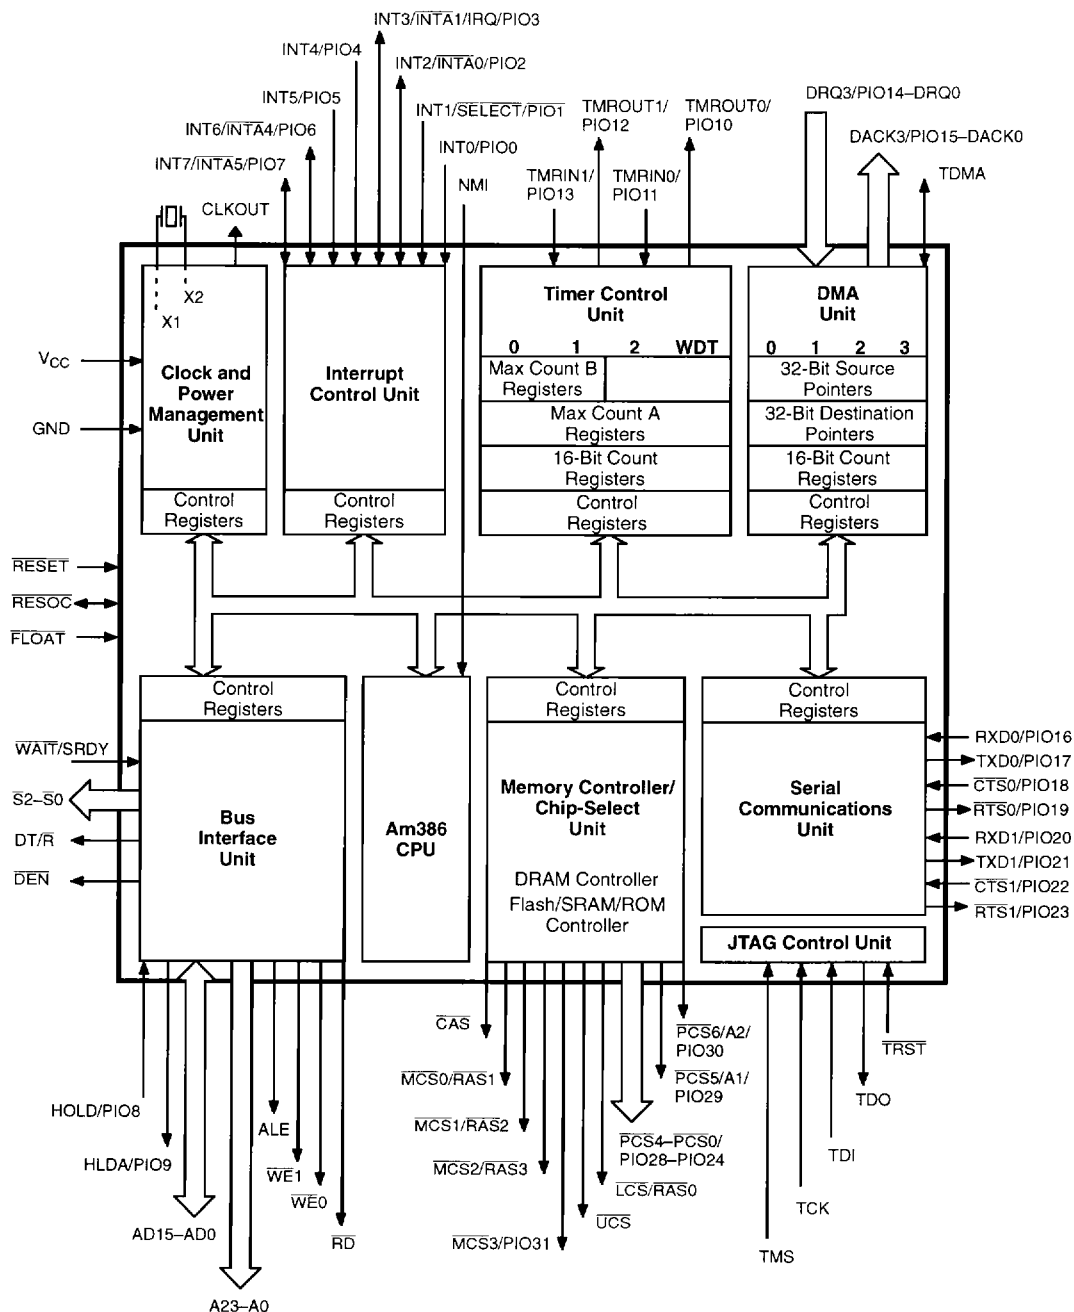 INT3/INTA1/IRQ/PIO3
INT4/PIO4
INT2/INTA0/PIO2
INT5/PIO5
INT1/SELECT/PIO1
INT6/INTA4/PIO6
INT0/PIO0
INT7/INTA5/PIO7
NMI
TMROUT1/
PIO12
TMROUT0/
PIO10
TMRIN1/
PIO13
TMRIN0/
PIO11
DRQ3/PIO14–DRQ0
DACK3/PIO15–DACK0
TDMA
CLKOUT
X2
X1
VCC
GND
Clock and
Power
Management
Unit
Control
Registers
Interrupt
Control Unit
Control
Registers
Timer Control
Unit
0 1 2 WDT
Max Count B
Registers
Max Count A
Registers
16-Bit Count
Registers
Control
Registers
DMA
Unit
0 1 2 3
32-Bit Source
Pointers
32-Bit Destination
Pointers
16-Bit Count
Registers
Control
Registers
RESET
RESOC
FLOAT
WAIT/SRDY
S2–S0
DT/R
DEN
Control
Registers
Bus
Interface
Unit
Am386
CPU
Control
Registers
Memory Controller/
Chip-Select
Unit
DRAM Controller
Flash/SRAM/ROM
Controller
Control
Registers
Serial
Communications
Unit
JTAG Control Unit
RXD0/PIO16
TXD0/PIO17
CTS0/PIO18
RTS0/PIO19
RXD1/PIO20
TXD1/PIO21
CTS1/PIO22
RTS1/PIO23
HOLD/PIO8
HLDA/PIO9
AD15–AD0
A23–A0
ALE
WE1
WE0
RD
CAS
MCS0/RAS1
MCS1/RAS2
MCS2/RAS3
MCS3/PIO31
UCS
LCS/RAS0
PCS4–PCS0/
PIO28–PIO24
PCS5/A1/
PIO29
PCS6/A2/
PIO30
TRST
TDO
TDI
TCK
TMS